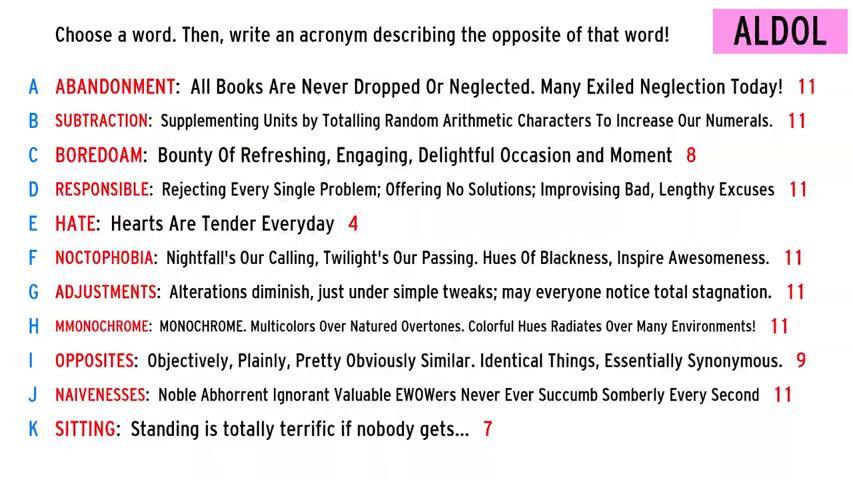 Choose a word. Then, write an acronym describing the opposite of that word!
ALDOL
A ABANDONMENT: All Books Are Never Dropped Or Neglected. Many Exiled Neglection Today! 11
B SUBTRACTION: Supplementing Units by Totalling Random Arithmetic Characters To Increase Our Numerals. 11
C BOREDOAM: Bounty Of Refreshing, Engaging, Delightful Occasion and Moment 8
D RESPONSIBLE: Rejecting Every Single Problem; Offering No Solutions; Improvising Bad, Lengthy Excuses 11
E HATE: Hearts Are Tender Everyday 4
F NOCTOPHOBIA: Nightfall's Our Calling, Twilight's Our Passing. Hues Of Blackness, Inspire Awesomeness. 11
G ADJUSTMENTS: Alterations diminish, just under simple tweaks; may everyone notice total stagnation. 11
H MMONOCHROME: MONOCHROME. Multicolors Over Natured Overtones. Colorful Hues Radiates Over Many Environments! 11
I OPPOSITES: Objectively, Plainly, Pretty Obviously Similar. Identical Things, Essentially Synonymous. 9
J NAIVENESSES: Noble Abhorrent Ignorant Valuable EWOWers Never Ever Succumb Somberly Every Second 11
K SITTING: Standing is totally terrific if nobody gets... 7